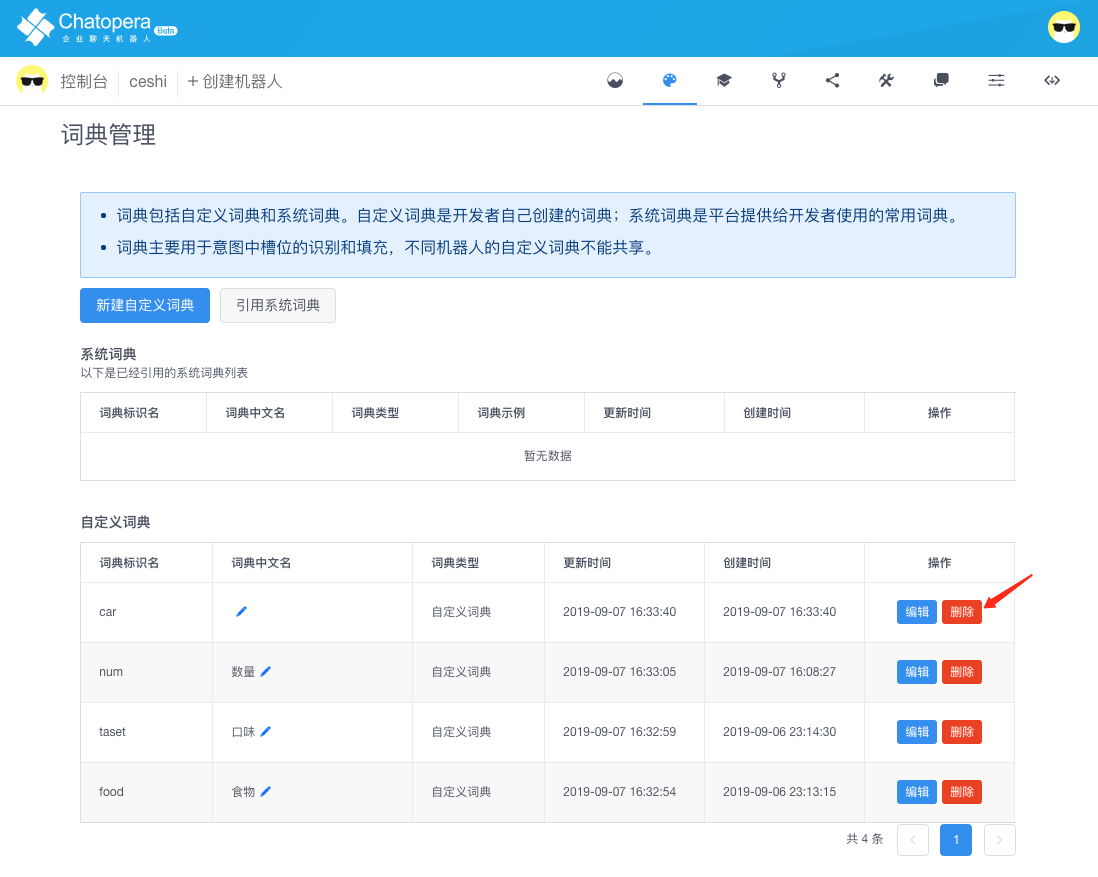 Chatopera Beta
企业聊天机器人
控制台 ceshi + 创建机器人
词典管理
词典包括自定义词典和系统词典。自定义词典是开发者自己创建的词典；系统词典是平台提供给开发者使用的常用词典。
词典主要用于意图中槽位的识别和填充，不同机器人的自定义词典不能共享。
新建自定义词典 引用系统词典
系统词典
以下是已经引用的系统词典列表
词典标识名 词典中文名 词典类型 词典示例 更新时间 创建时间 操作
暂无数据
自定义词典
词典标识名 词典中文名 词典类型 更新时间 创建时间 操作
car 自定义词典 2019-09-07 16:33:40 2019-09-07 16:33:40 编辑 删除
num 数量 自定义词典 2019-09-07 16:33:05 2019-09-07 16:08:27 编辑 删除
taset 口味 自定义词典 2019-09-07 16:32:59 2019-09-06 23:14:30 编辑 删除
food 食物 自定义词典 2019-09-07 16:32:54 2019-09-06 23:13:15 编辑 删除
共 4 条 1